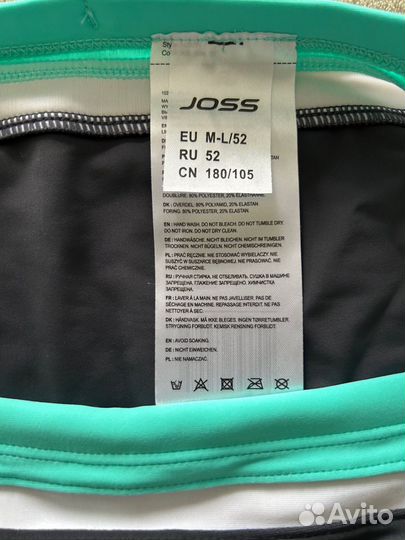 Sty
Co
JOSS
EU M-L/52
RU 52
CN 180/105
DOUBLURE: 80% POLYESTER, 20% ELASTHANNE.
DK : OVERDEL: 80% POLYAMID, 20% ELASTAN
FORING: 80% POLYESTER, 20% ELASTAN
EN : HAND WASH. DO NOT BLEACH. DO NOT TUMBLE DRY.
DO NOT IRON. DO NOT DRY CLEAN.
DE : HANDWÄSCHE. NICHT BLEICHEN. NICHT IM TUMBLER
TROCKNEN. NICHT BÜGELN. NICHT CHEMISCHREINIGEN.
PL : PRAĆ RĘCZNIE. NIE STOSOWAĆ WYBIELACZY. NIE
SUSZYĆ W SUSZARCE BĘBNOWEJ. NIE PRASOWAĆ. NIE
PRAĆ CHEMICZNIE.
RU : РУЧНАЯ СТИРКА. НЕ ОТБЕЛИВАТЬ. СУШКА В МАШИНЕ
ЗАПРЕЩЕНА. ГЛАЖЕНИЕ ЗАПРЕЩЕНО. ХИМЧИСТКА
ЗАПРЕЩЕНА.
FR : LAVER À LA MAIN. NE PAS JAVELLISER. PAS DE
SÉCHAGE EN MACHINE. REPASSAGE INTERDIT. NE PAS
NETTOYER À SEC.
DK : HÅNDVASK. MÅ IKKE BLEGES. INGEN TØRRETUMBLER.
STRYGNING FORBUDT. KEMISK RENSNING FORBUDT.
EN : AVOID SOAKING.
DE : NICHT EINWEICHEN.
PL : NIE NAMACZAĆ.
Avito